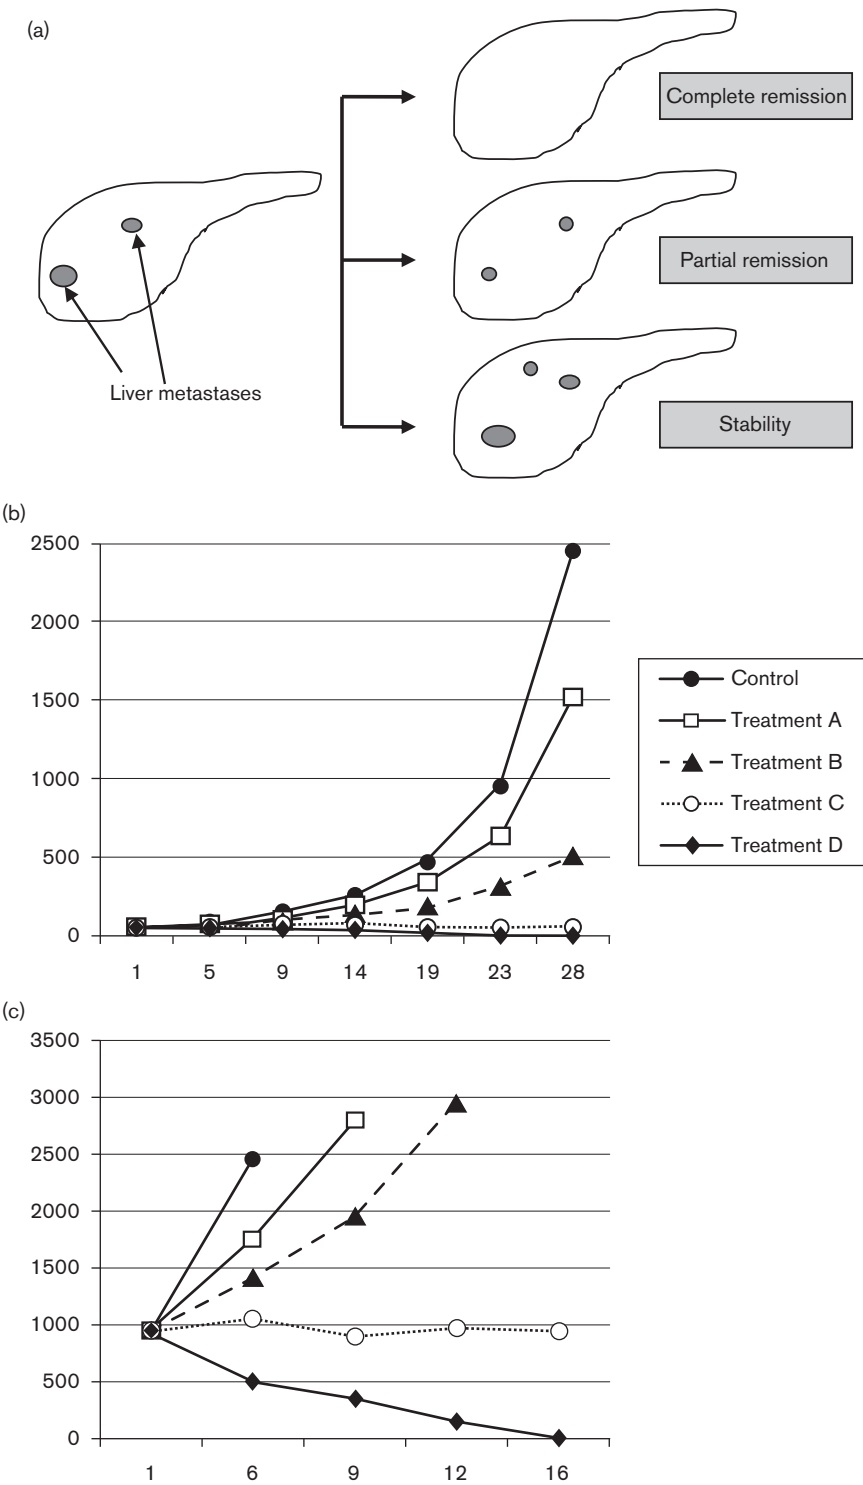 (a)
Complete remission
Partial remission
Liver metastases
Stability
(b)
2500
2000
1500
1000
500
0
1 5 9 14 19 23 28
Control
Treatment A
Treatment B
Treatment C
Treatment D
(c)
3500
3000
2500
2000
1500
1000
500
0
1 6 9 12 16